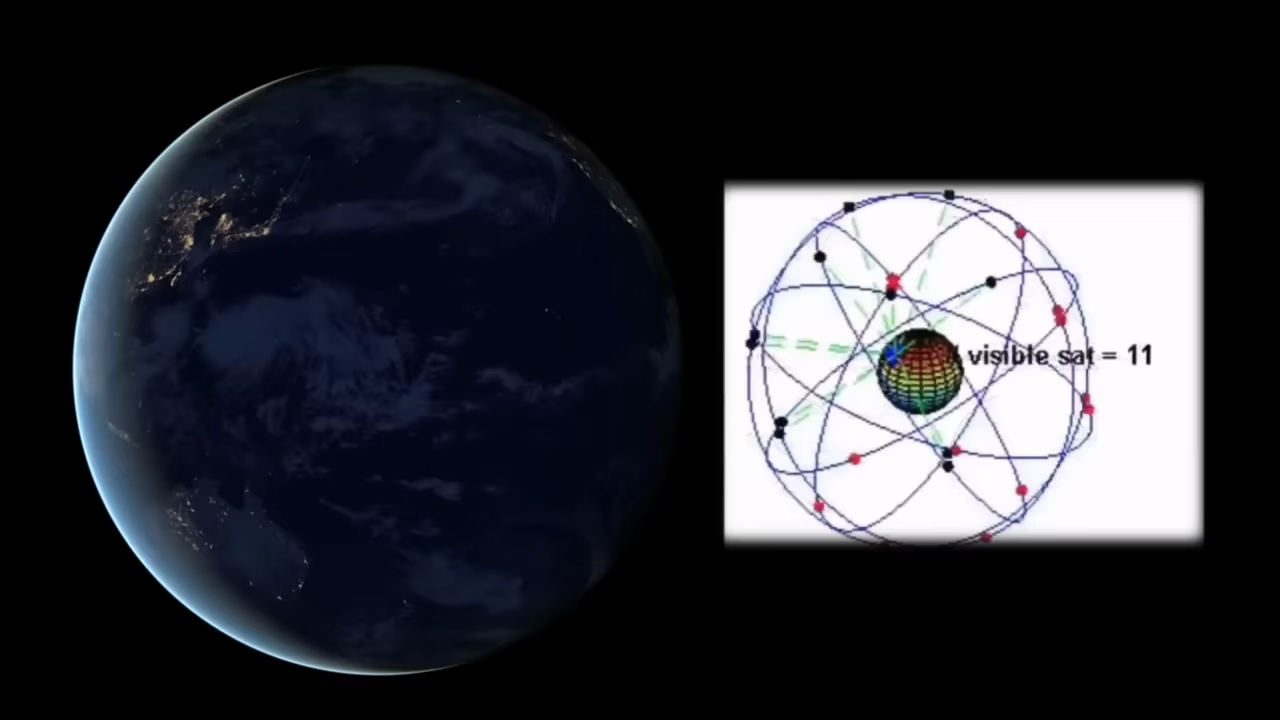 visible sat = 11